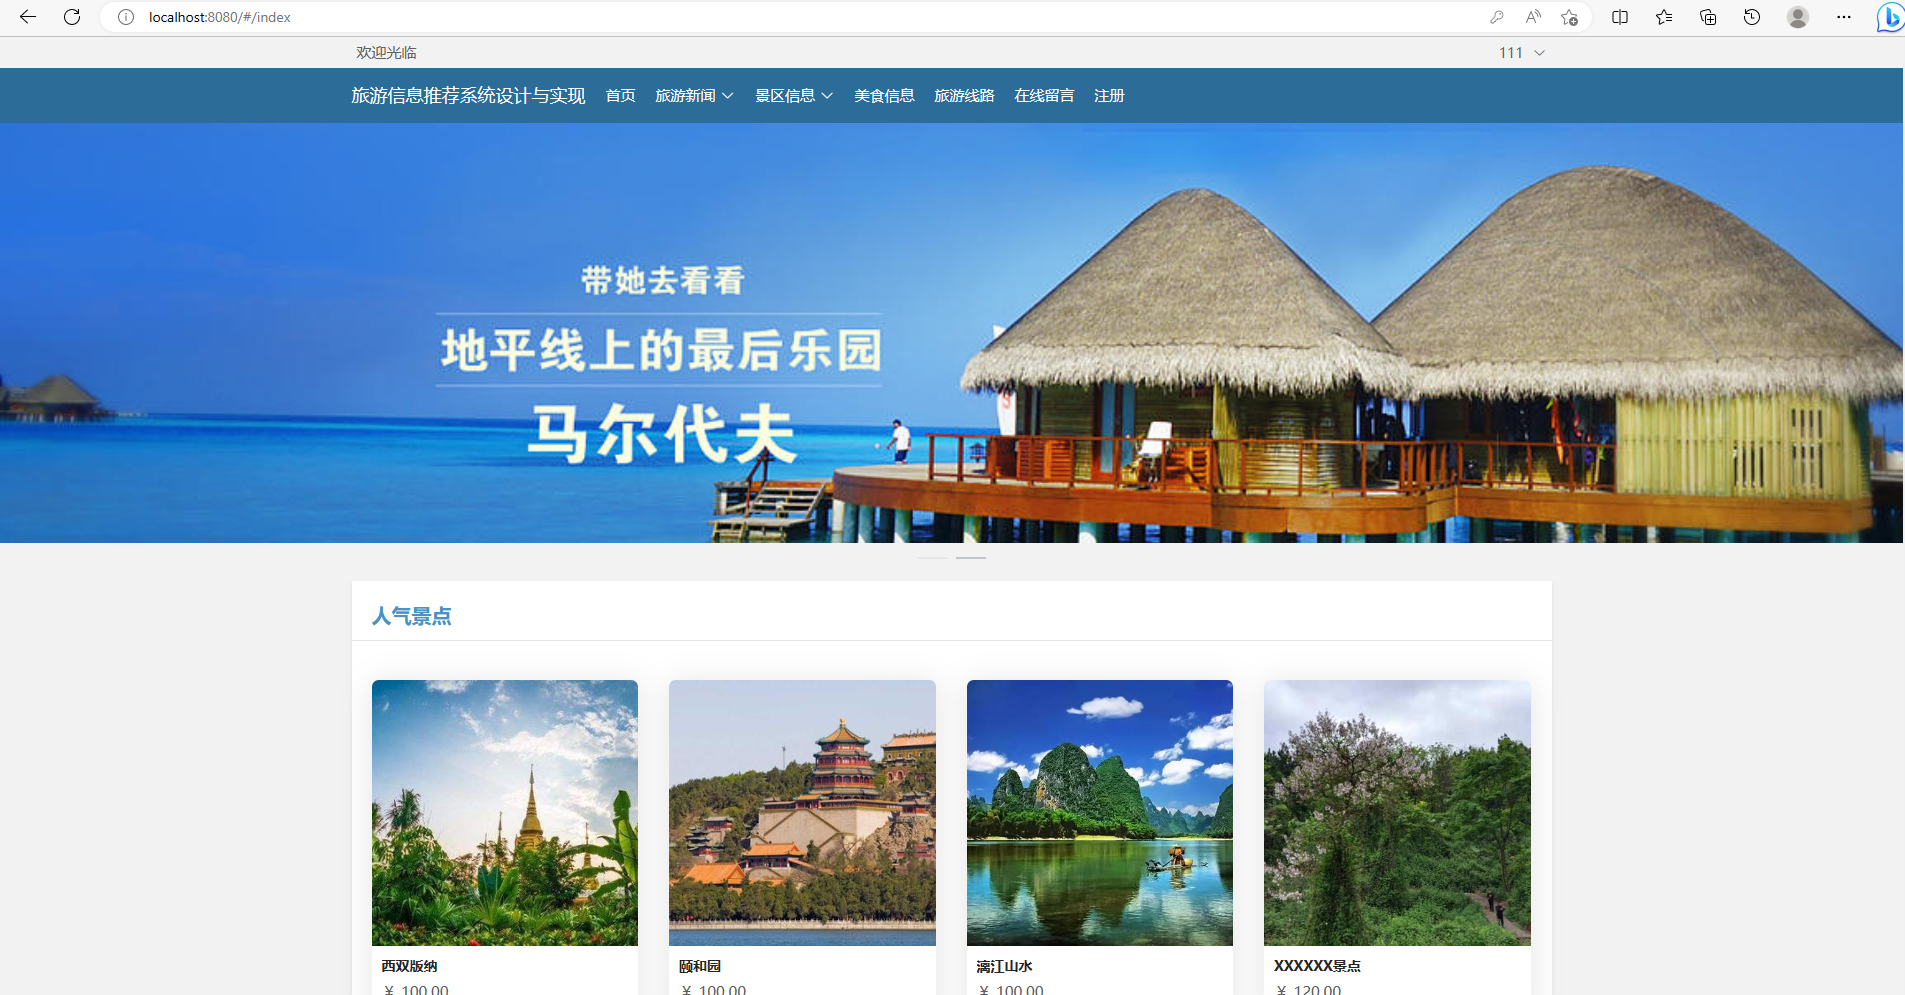 localhost:8080/#/index
欢迎光临
111
旅游信息推荐系统设计与实现 首页 旅游新闻 景区信息 美食信息 旅游线路 在线留言 注册
带她去看看
地平线上的最后乐园
马尔代夫
人气景点
西双版纳 颐和园 漓江山水 XXXXXX景点
¥ 100.00 ¥ 100.00 ¥ 100.00 ¥ 120.00